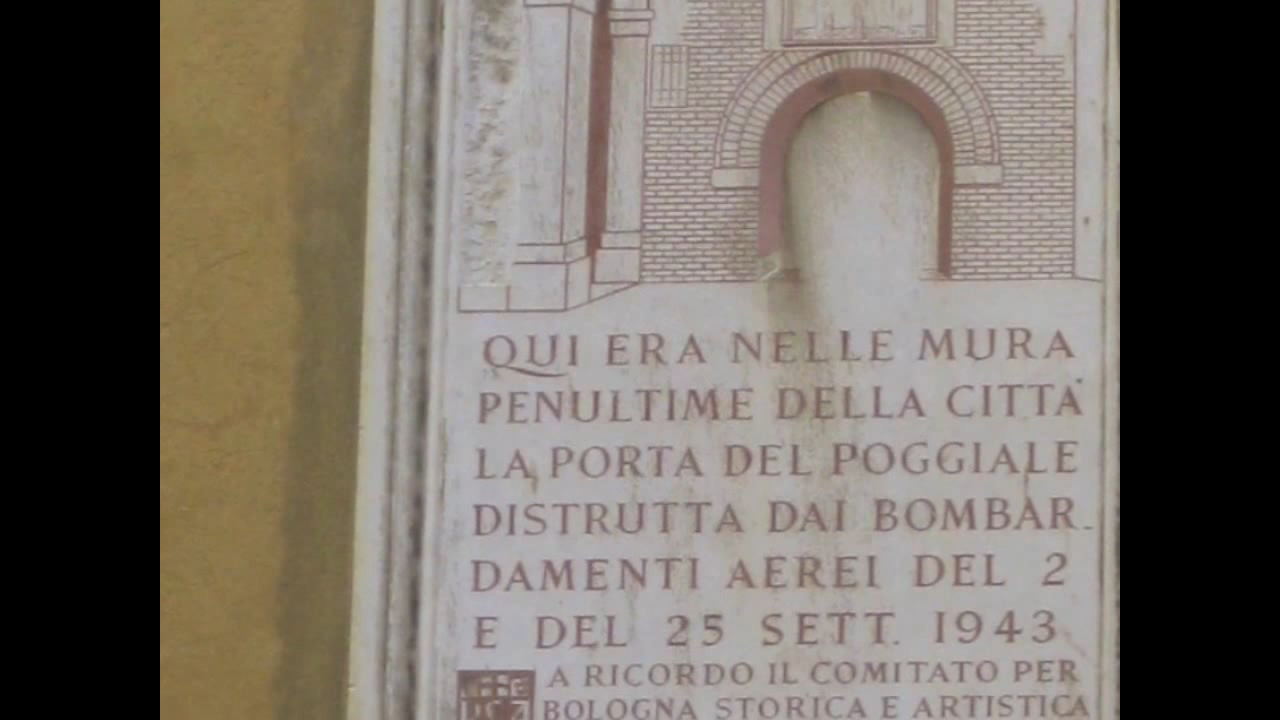 QUI ERA NELLE MURA
PENULTIME DELLA CITTÀ
LA PORTA DEL POGGIALE
DISTRUTTA DAI BOMBAR-
DAMENTI AEREI DEL 2
E DEL 25 SETT. 1943
A RICORDO IL COMITATO PER
BOLOGNA STORICA E ARTISTICA